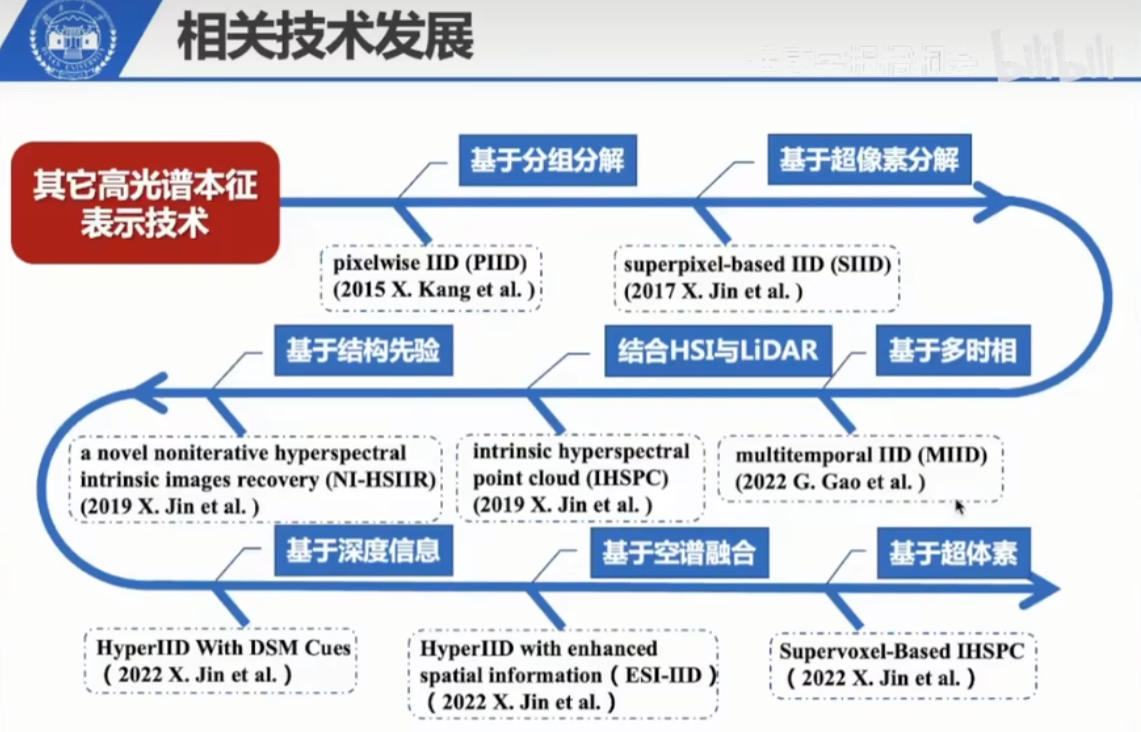 相关技术发展
bilibili
其它高光谱本征
表示技术
基于分组分解
基于超像素分解
pixelwise IID (PIID)
(2015 X. Kang et al. )
superpixel-based IID (SIID)
(2017 X. Jin et al. )
基于结构先验
结合HSI与LiDAR
基于多时相
a novel noniterative hyperspectral
intrinsic images recovery (NI-HSIIR)
(2019 X. Jin et al. )
intrinsic hyperspectral
point cloud (IHSPC)
(2019 X. Jin et al. )
multitemporal IID (MIID)
(2022 G. Gao et al. )
基于深度信息
基于空谱融合
基于超体素
HyperIID With DSM Cues
( 2022 X. Jin et al. )
HyperIID with enhanced
spatial information ( ESI-IID )
( 2022 X. Jin et al. )
Supervoxel-Based IHSPC
( 2022 X. Jin et al. )